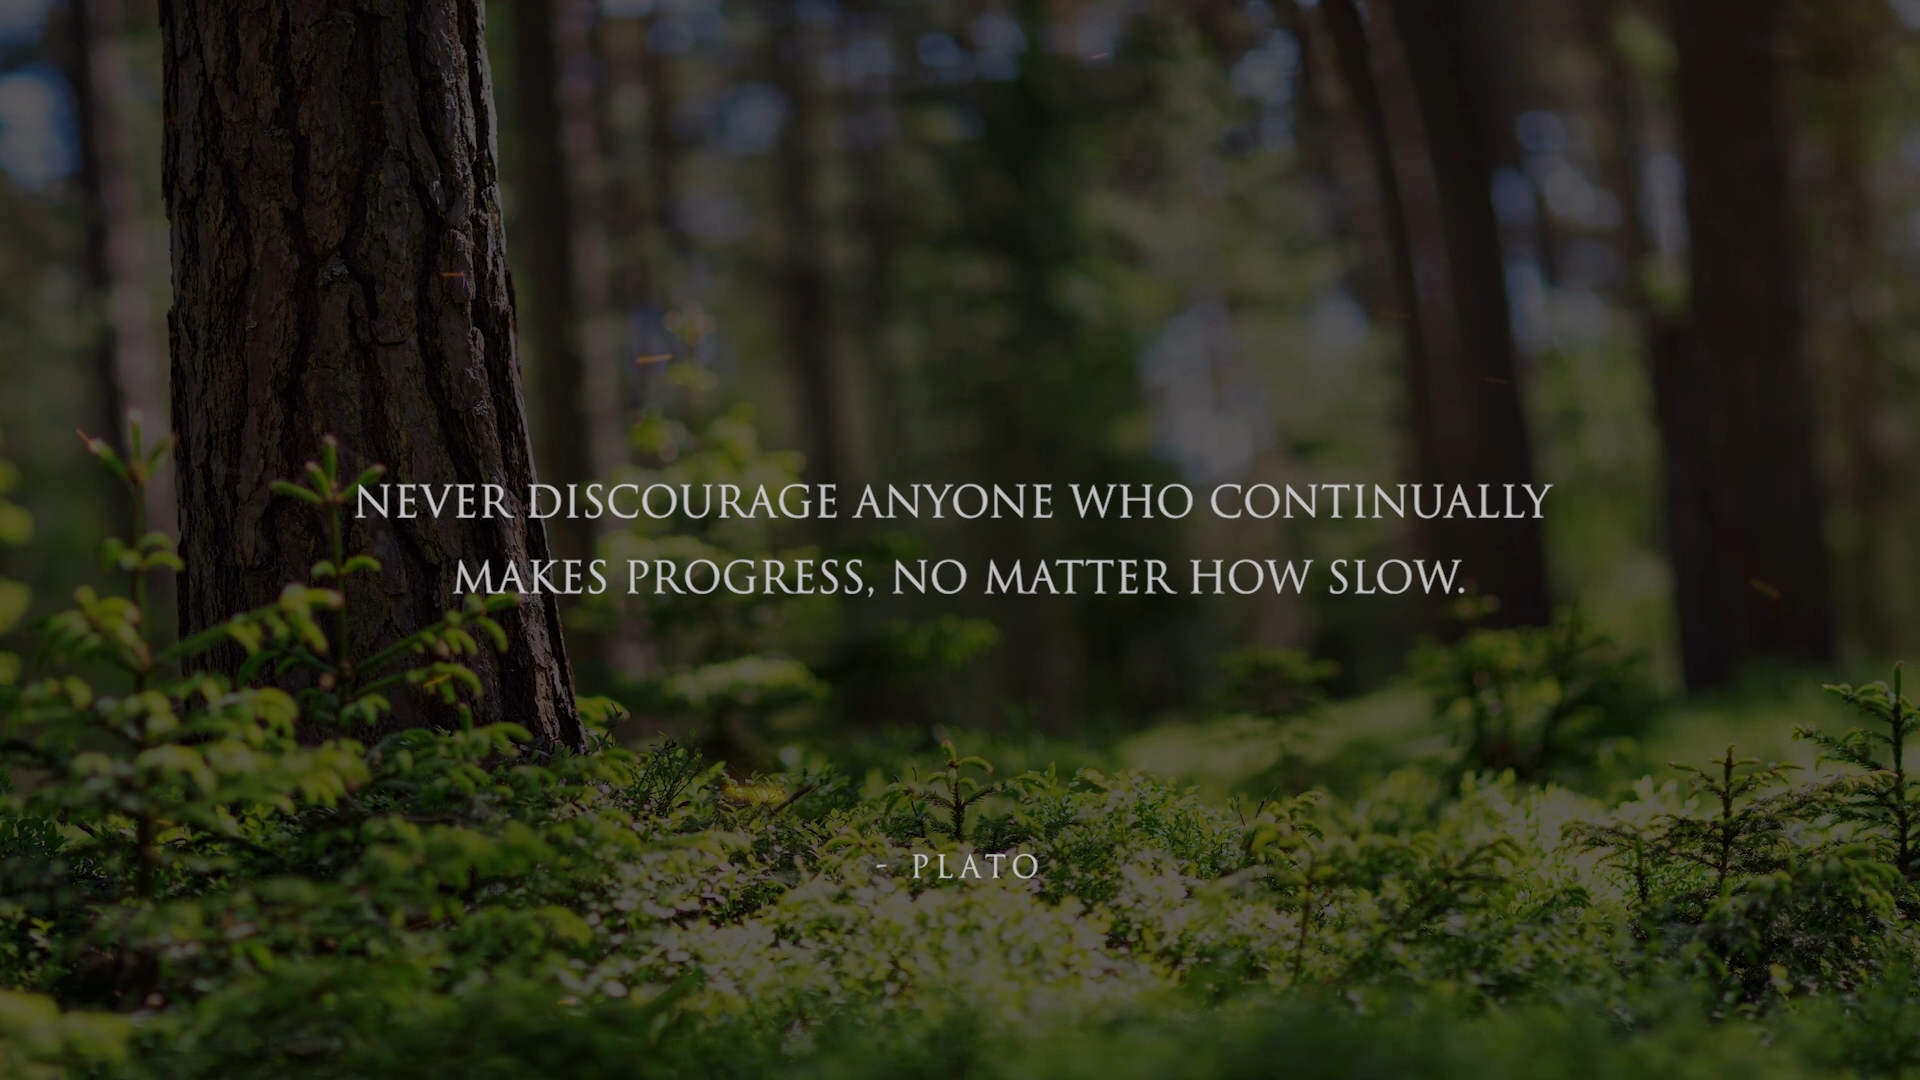 NEVER DISCOURAGE ANYONE WHO CONTINUALLY
MAKES PROGRESS, NO MATTER HOW SLOW.
- PLATO